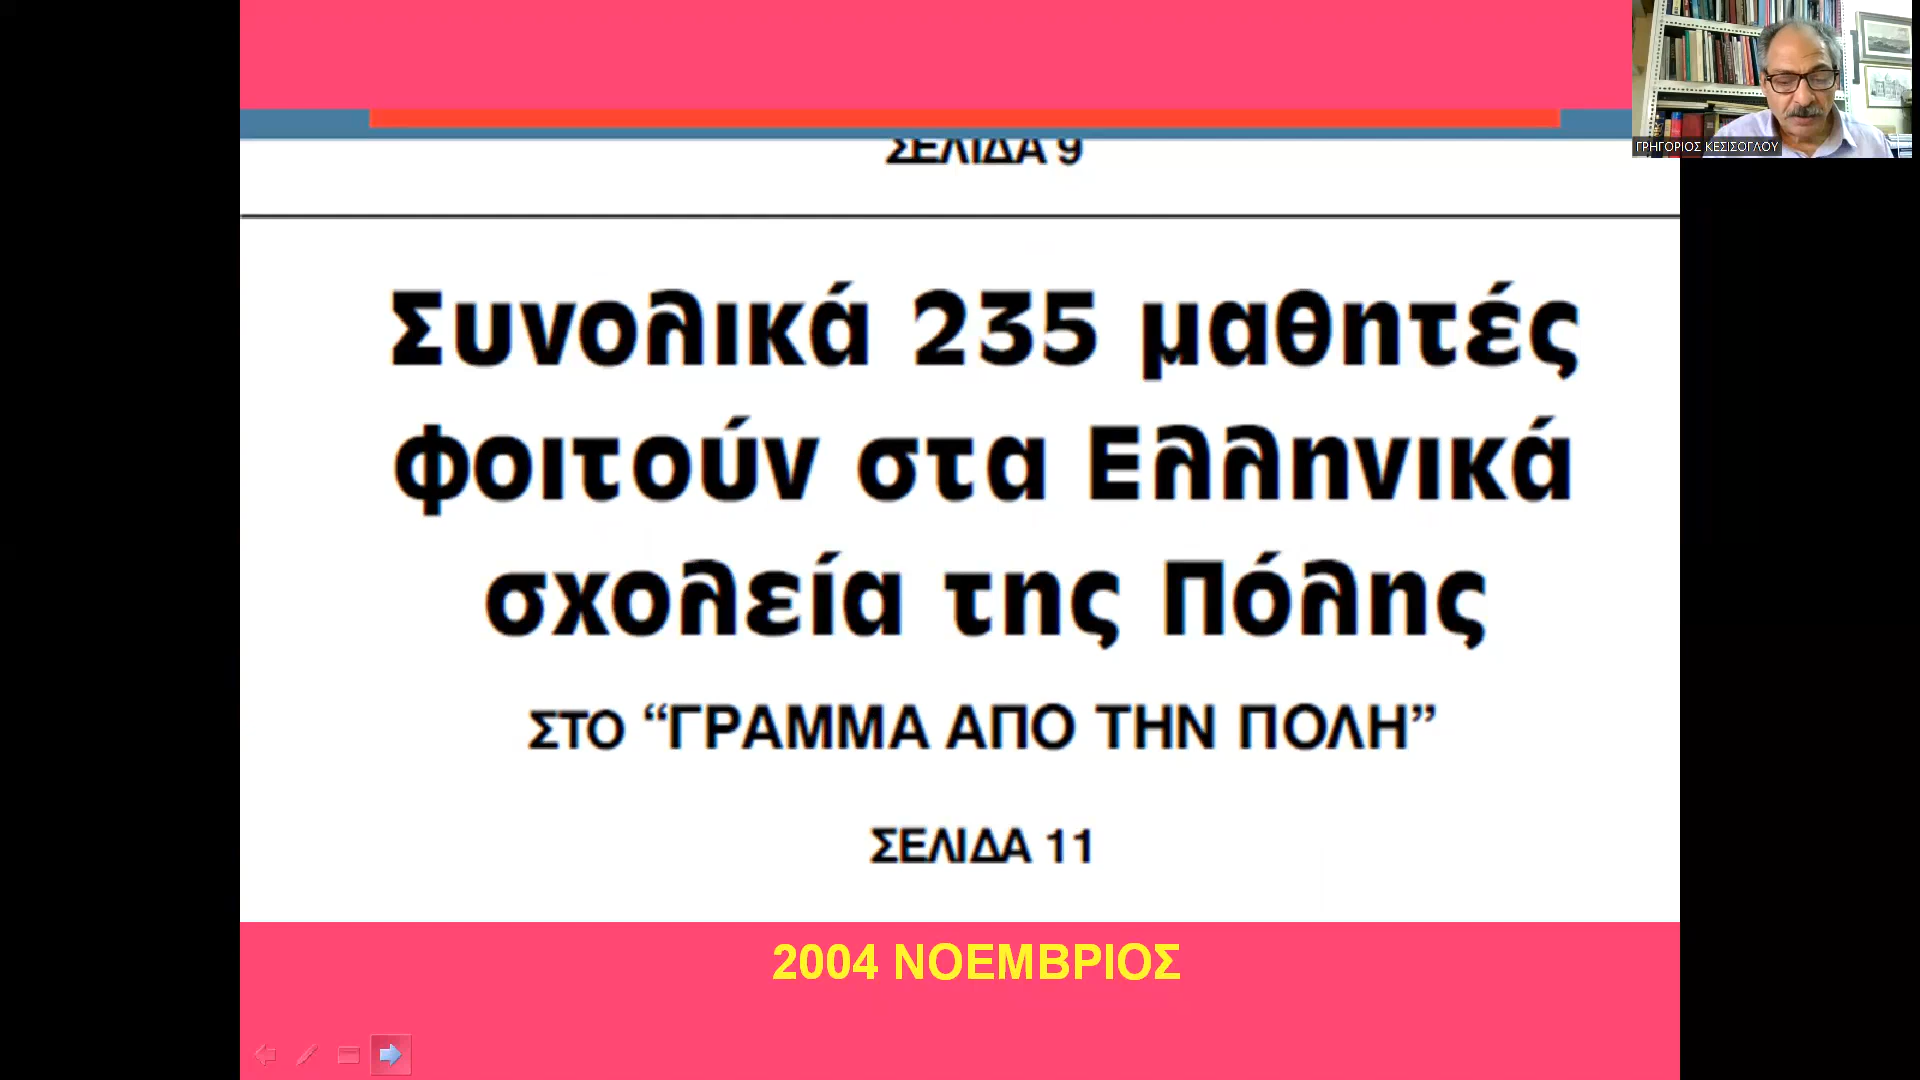 ΣΕΛΙΔΑ 9
Συνολικά 235 μαθητές
φοιτούν στα Ελληνικά
σχολεία της Πόλης
ΣΤΟ “ΓΡΑΜΜΑ ΑΠΟ ΤΗΝ ΠΟΛΗ”
ΣΕΛΙΔΑ 11
2004 ΝΟΕΜΒΡΙΟΣ
ΓΡΗΓΟΡΙΟΣ ΚΕΣΙΣΟΓΛΟΥ